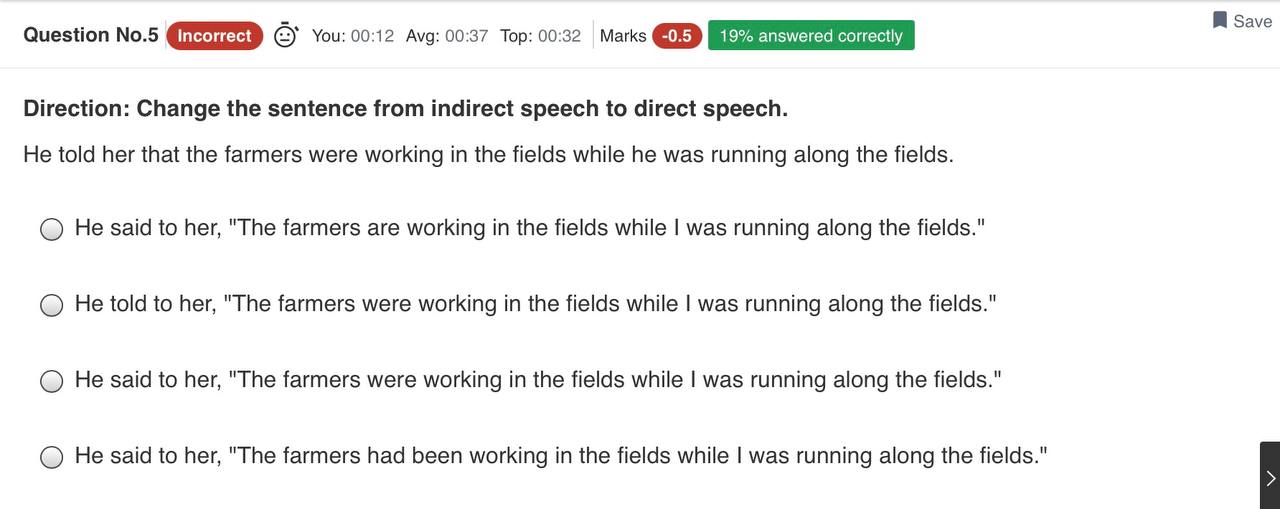 Question No.5 Incorrect You: 00:12 Avg: 00:37 Top: 00:32 Marks -0.5 19% answered correctly Save
Direction: Change the sentence from indirect speech to direct speech.
He told her that the farmers were working in the fields while he was running along the fields.
He said to her, "The farmers are working in the fields while I was running along the fields."
He told to her, "The farmers were working in the fields while I was running along the fields."
He said to her, "The farmers were working in the fields while I was running along the fields."
He said to her, "The farmers had been working in the fields while I was running along the fields."